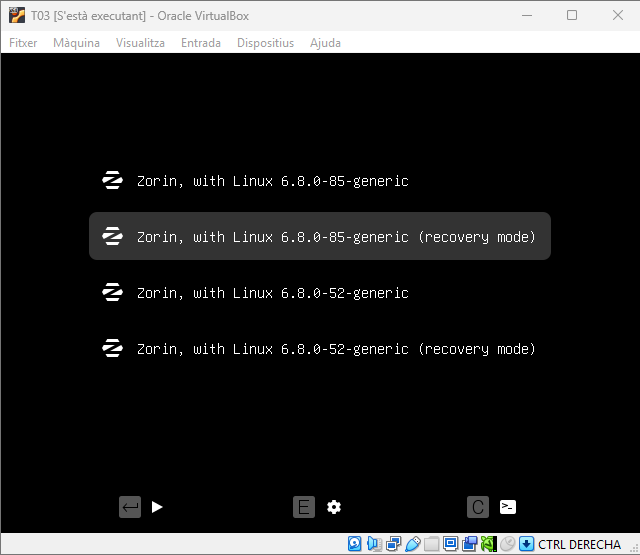 T03 [S'està executant] - Oracle VirtualBox
Fitxer Màquina Visualitza Entrada Dispositius Ajuda
Zorin, with Linux 6.8.0-85-generic
Zorin, with Linux 6.8.0-85-generic (recovery mode)
Zorin, with Linux 6.8.0-52-generic
Zorin, with Linux 6.8.0-52-generic (recovery mode)
E C
CTRL DERECHA